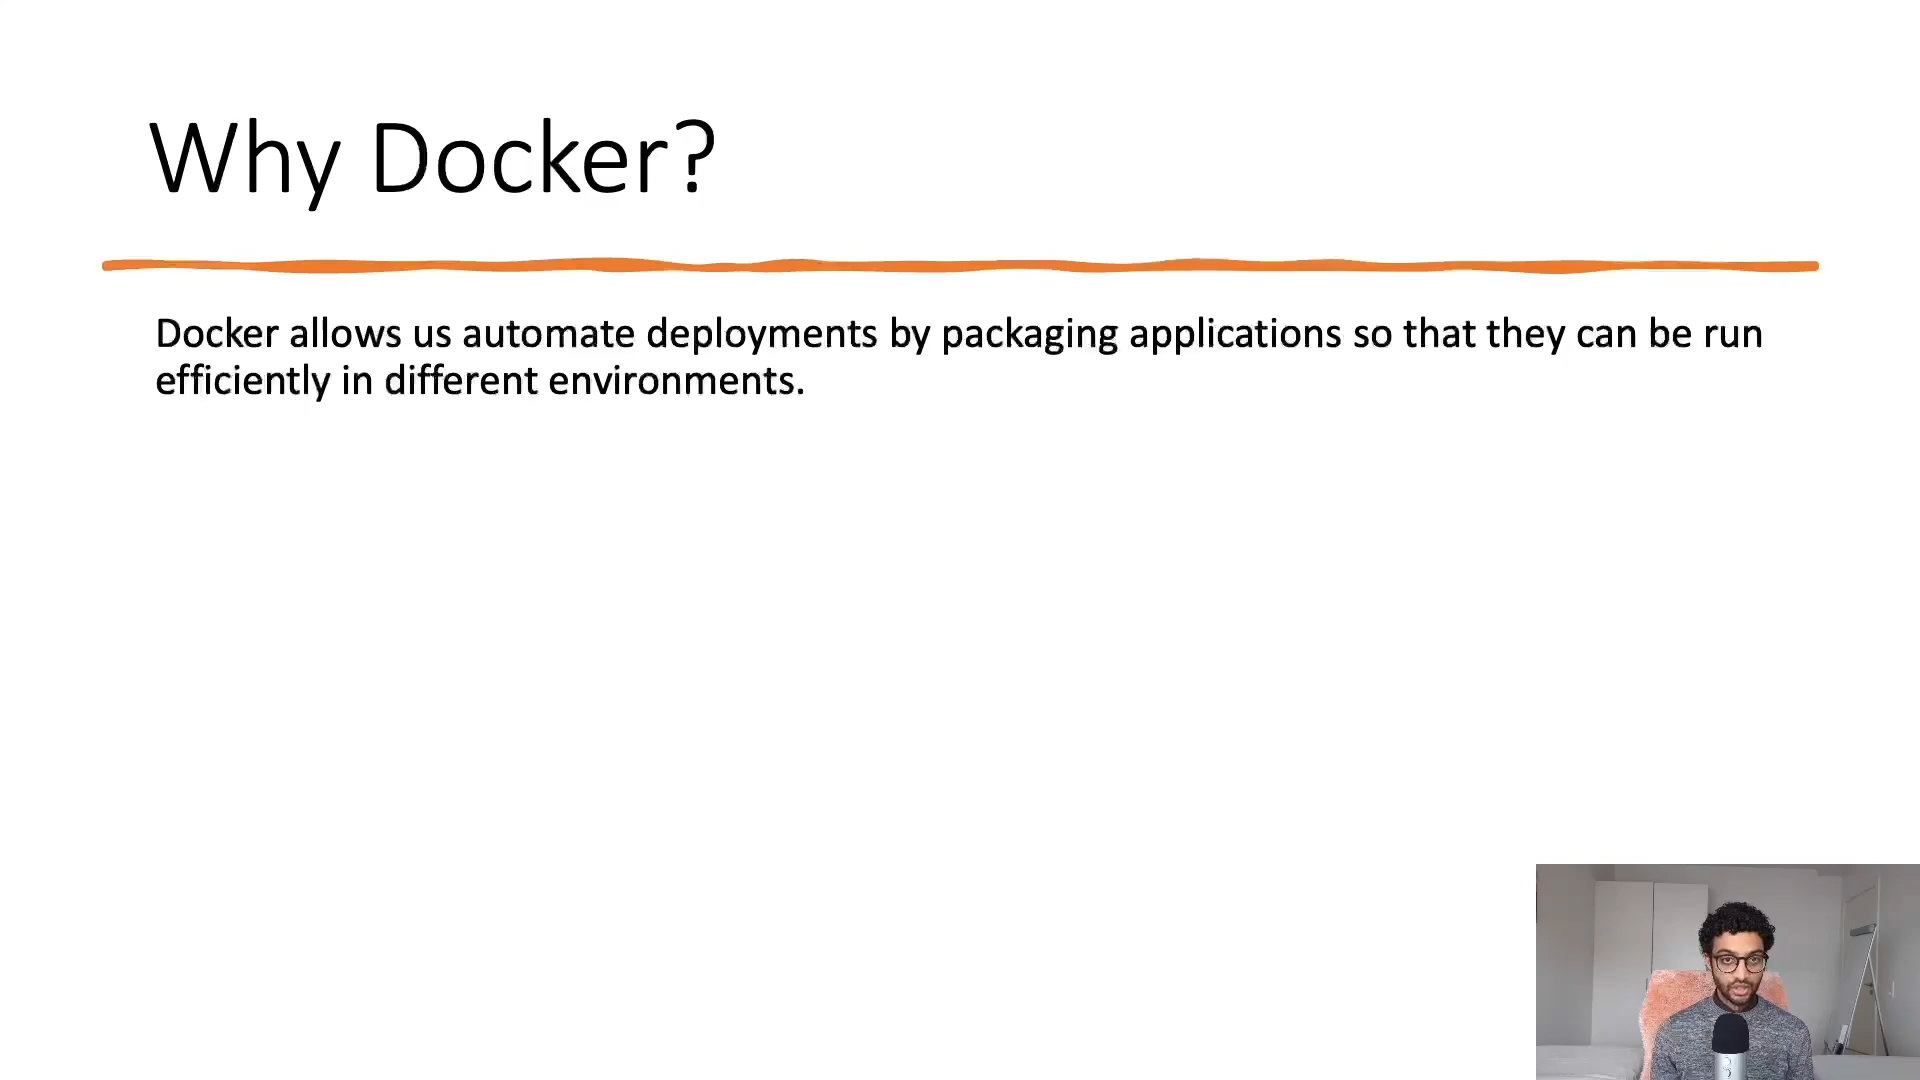 Why Docker?
Docker allows us automate deployments by packaging applications so that they can be run
efficiently in different environments.